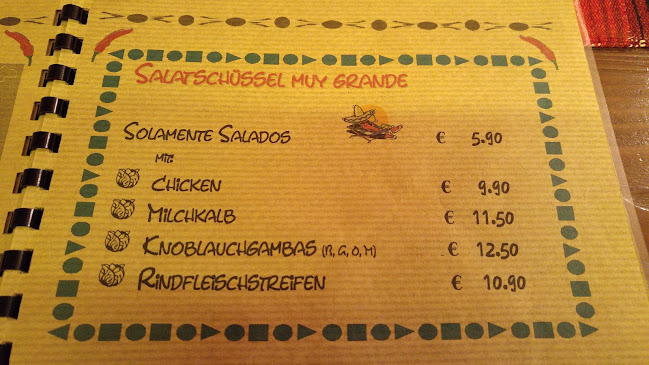 SALATSCHÜSSEL MUY GRANDE
SOLAMENTE SALADOS € 5.90
MIT:
CHICKEN € 9.90
MILCHKALB € 11.50
KNOBLAUCHGAMBAS (R, G, O, M) € 12.50
RINDFLEISCHSTREIFEN € 10.90